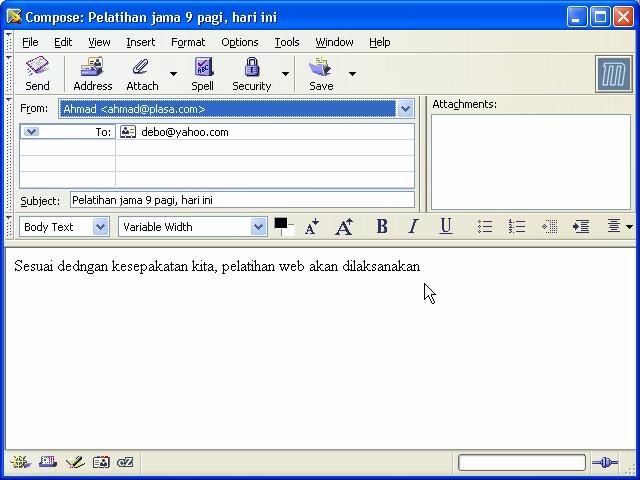 Compose: Pelatihan jama 9 pagi, hari ini
File Edit View Insert Format Options Tools Window Help
Send Address Attach Spell Security Save
From: Ahmad <ahmad@plasa.com>
Attachments:
To: debo@yahoo.com
Subject: Pelatihan jama 9 pagi, hari ini
Body Text Variable Width A A B I U
Sesuai dedngan kesepakatan kita, pelatihan web akan dilaksanakan
cZ